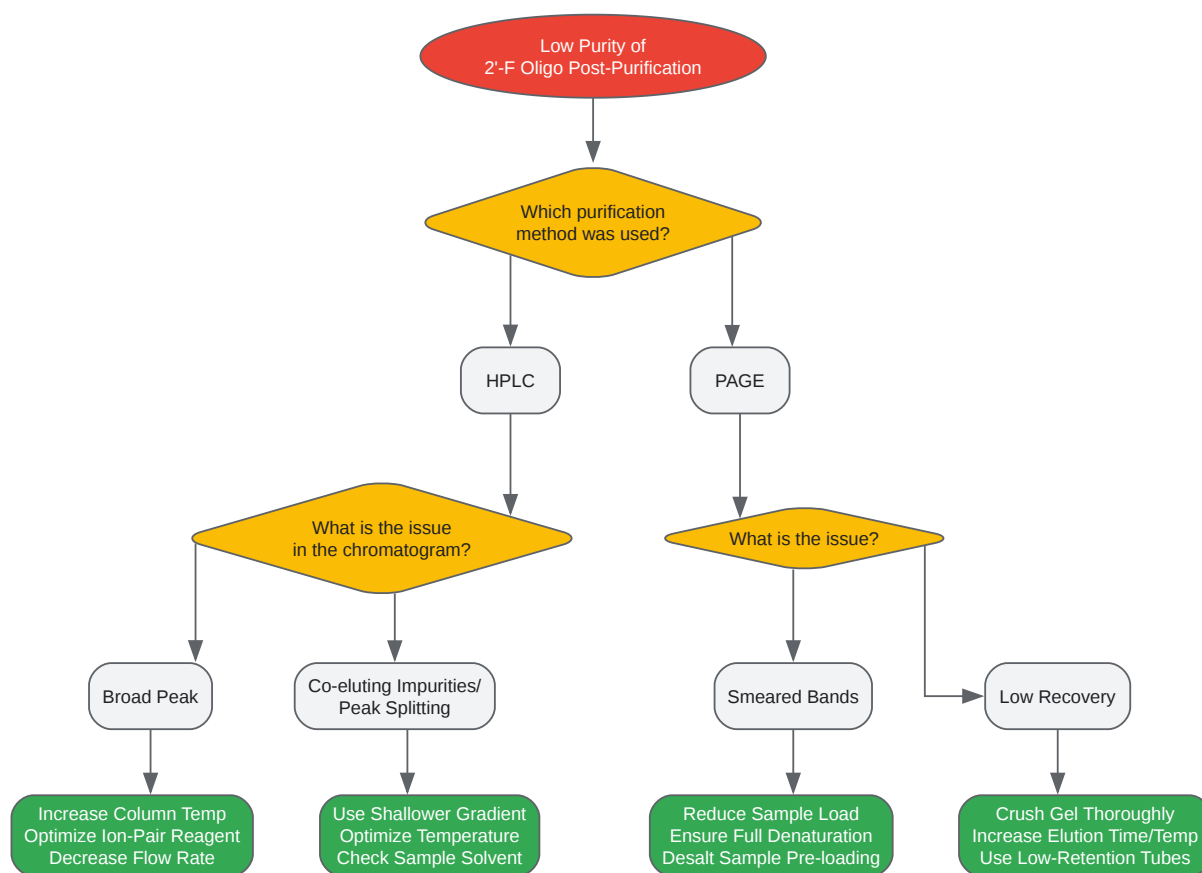 Low Purity of
2'-F Oligo Post-Purification
Which purification
method was used?
HPLC
PAGE
What is the issue
in the chromatogram?
What is the issue?
Broad Peak
Co-eluting Impurities/
Peak Splitting
Smeared Bands
Low Recovery
Increase Column Temp
Optimize Ion-Pair Reagent
Decrease Flow Rate
Use Shallower Gradient
Optimize Temperature
Check Sample Solvent
Reduce Sample Load
Ensure Full Denaturation
Desalt Sample Pre-loading
Crush Gel Thoroughly
Increase Elution Time/Temp
Use Low-Retention Tubes